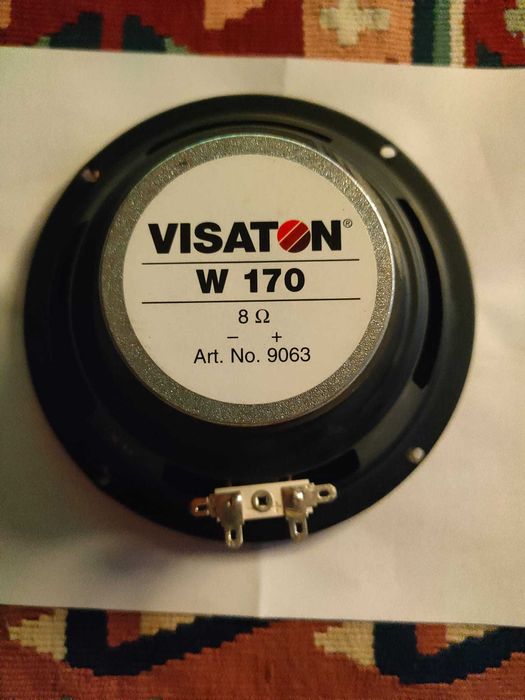 VISATON®
W 170
8 Ω
– +
Art. No. 9063